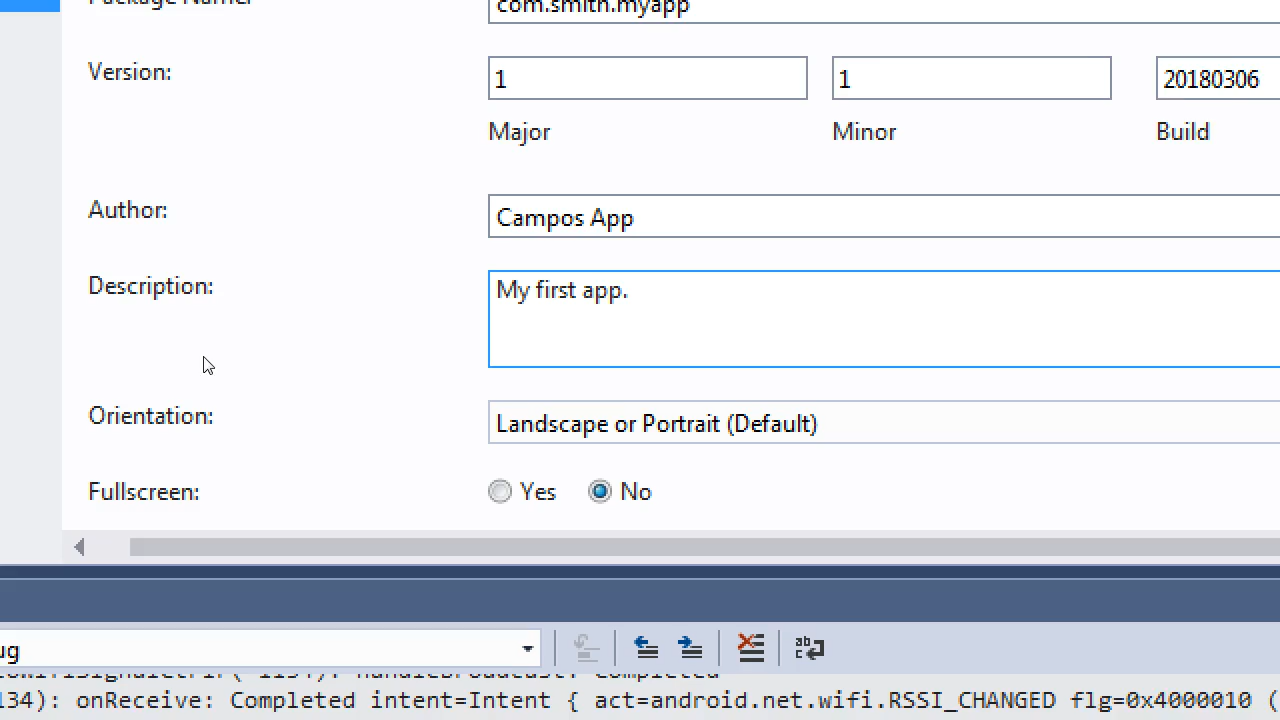 Package Name:
com.smith.myapp
Version:
1
1
20180306
Major
Minor
Build
Author:
Campos App
Description:
My first app.
Orientation:
Landscape or Portrait (Default)
Fullscreen:
Yes
No
ug
134): onReceive: Completed intent=Intent { act=android.net.wifi.RSSI_CHANGED flg=0x4000010 (